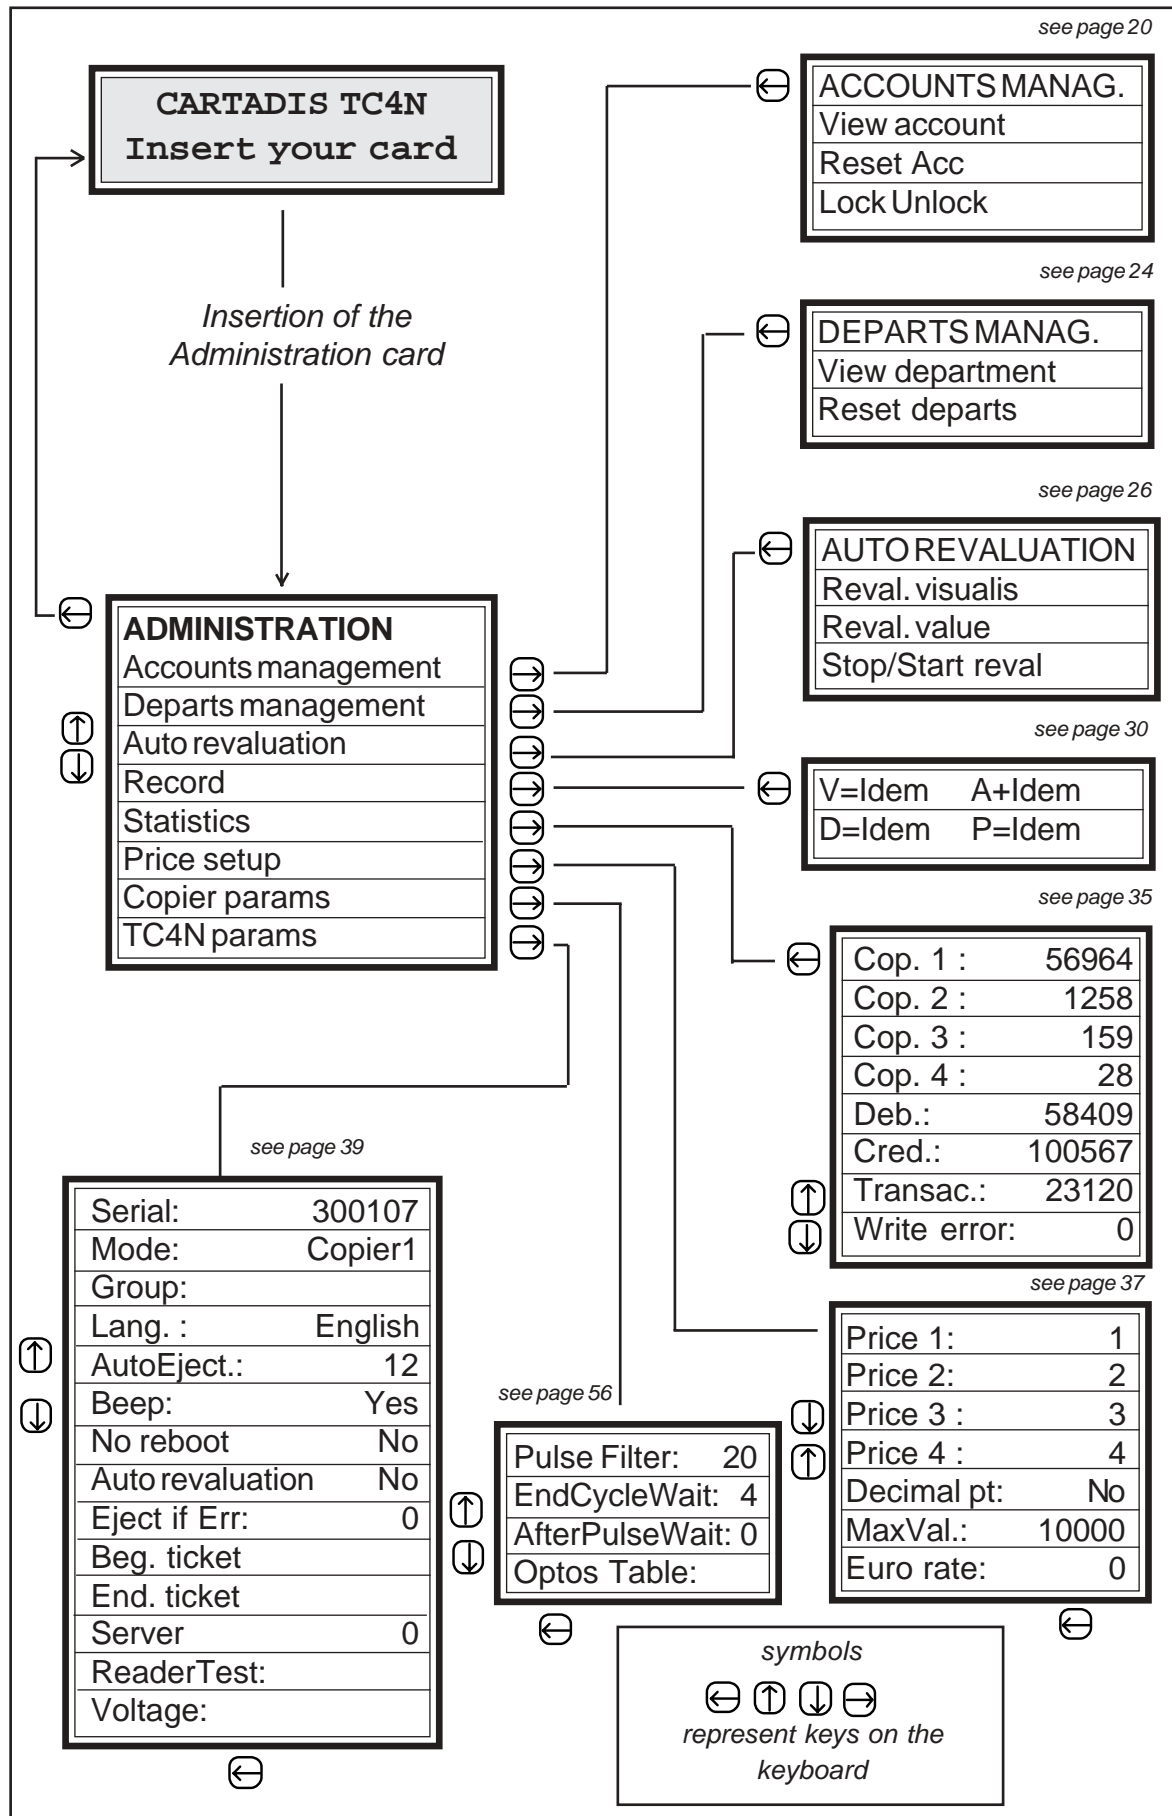 see page 20
CARTADIS TC4N
Insert your card
ACCOUNTS MANAG.
View account
Reset Acc
Lock Unlock
see page 24
Insertion of the
Administration card
DEPARTS MANAG.
View department
Reset departs
see page 26
AUTO REVALUATION
Reval. visualis
Reval. value
Stop/Start reval
ADMINISTRATION
Accounts management
Departs management
Auto revaluation
Record
Statistics
Price setup
Copier params
TC4N params
see page 30
V=Idem A+Idem
D=Idem P=Idem
see page 35
Cop. 1 : 56964
Cop. 2 : 1258
Cop. 3 : 159
Cop. 4 : 28
Deb.: 58409
Cred.: 100567
Transac.: 23120
Write error: 0
see page 39
Serial: 300107
Mode: Copier1
Group:
Lang. : English
AutoEject.: 12
Beep: Yes
No reboot No
Auto revaluation No
Eject if Err: 0
Beg. ticket
End. ticket
Server 0
ReaderTest:
Voltage:
see page 56
Pulse Filter: 20
EndCycleWait: 4
AfterPulseWait: 0
Optos Table:
see page 37
Price 1: 1
Price 2: 2
Price 3 : 3
Price 4 : 4
Decimal pt: No
MaxVal.: 10000
Euro rate: 0
symbols
represent keys on the
keyboard